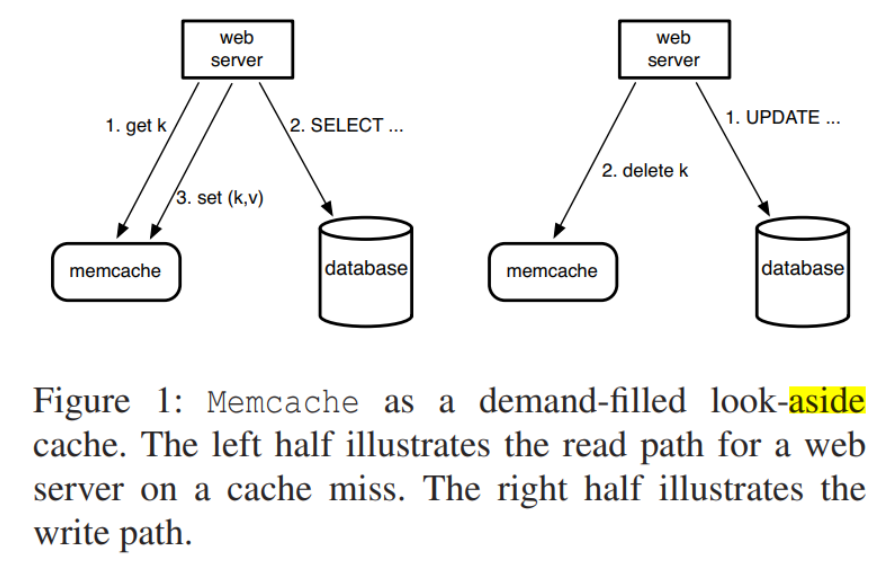 web
server
1. get k
2. SELECT ...
3. set (k,v)
memcache
database
web
server
1. UPDATE ...
2. delete k
memcache
database
Figure 1: Memcache as a demand-filled look-aside
cache. The left half illustrates the read path for a web
server on a cache miss. The right half illustrates the
write path.